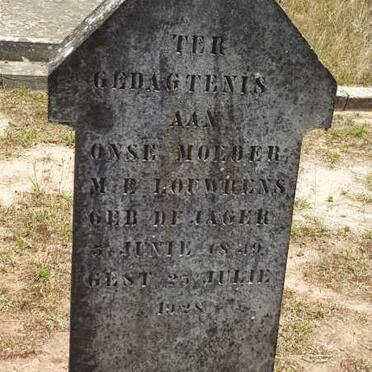 TER
GEDAGTENIS
AAN
ONSE MOEDER
M E LOUWRENS
GEB DE JAGER
5 JUNIE 1849
GEST 25 JULIE
1928